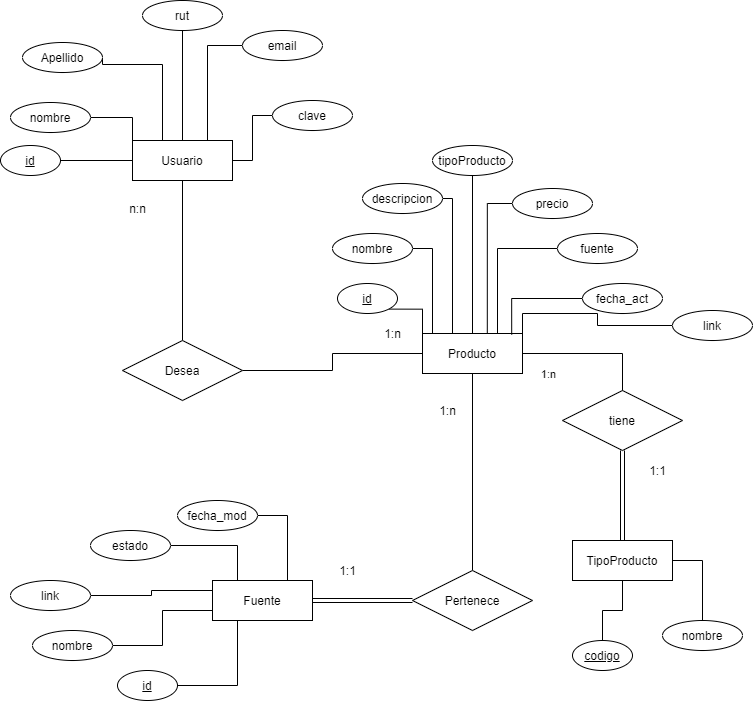 rut
Apellido
email
nombre
clave
id
Usuario
n:n
tipoProducto
descripcion
precio
nombre
fuente
id
fecha_act
link
1:n
Producto
1:n
Desea
1:n
tiene
1:1
fecha_mod
estado
TipoProducto
1:1
link
Fuente
Pertenece
nombre
nombre
codigo
id